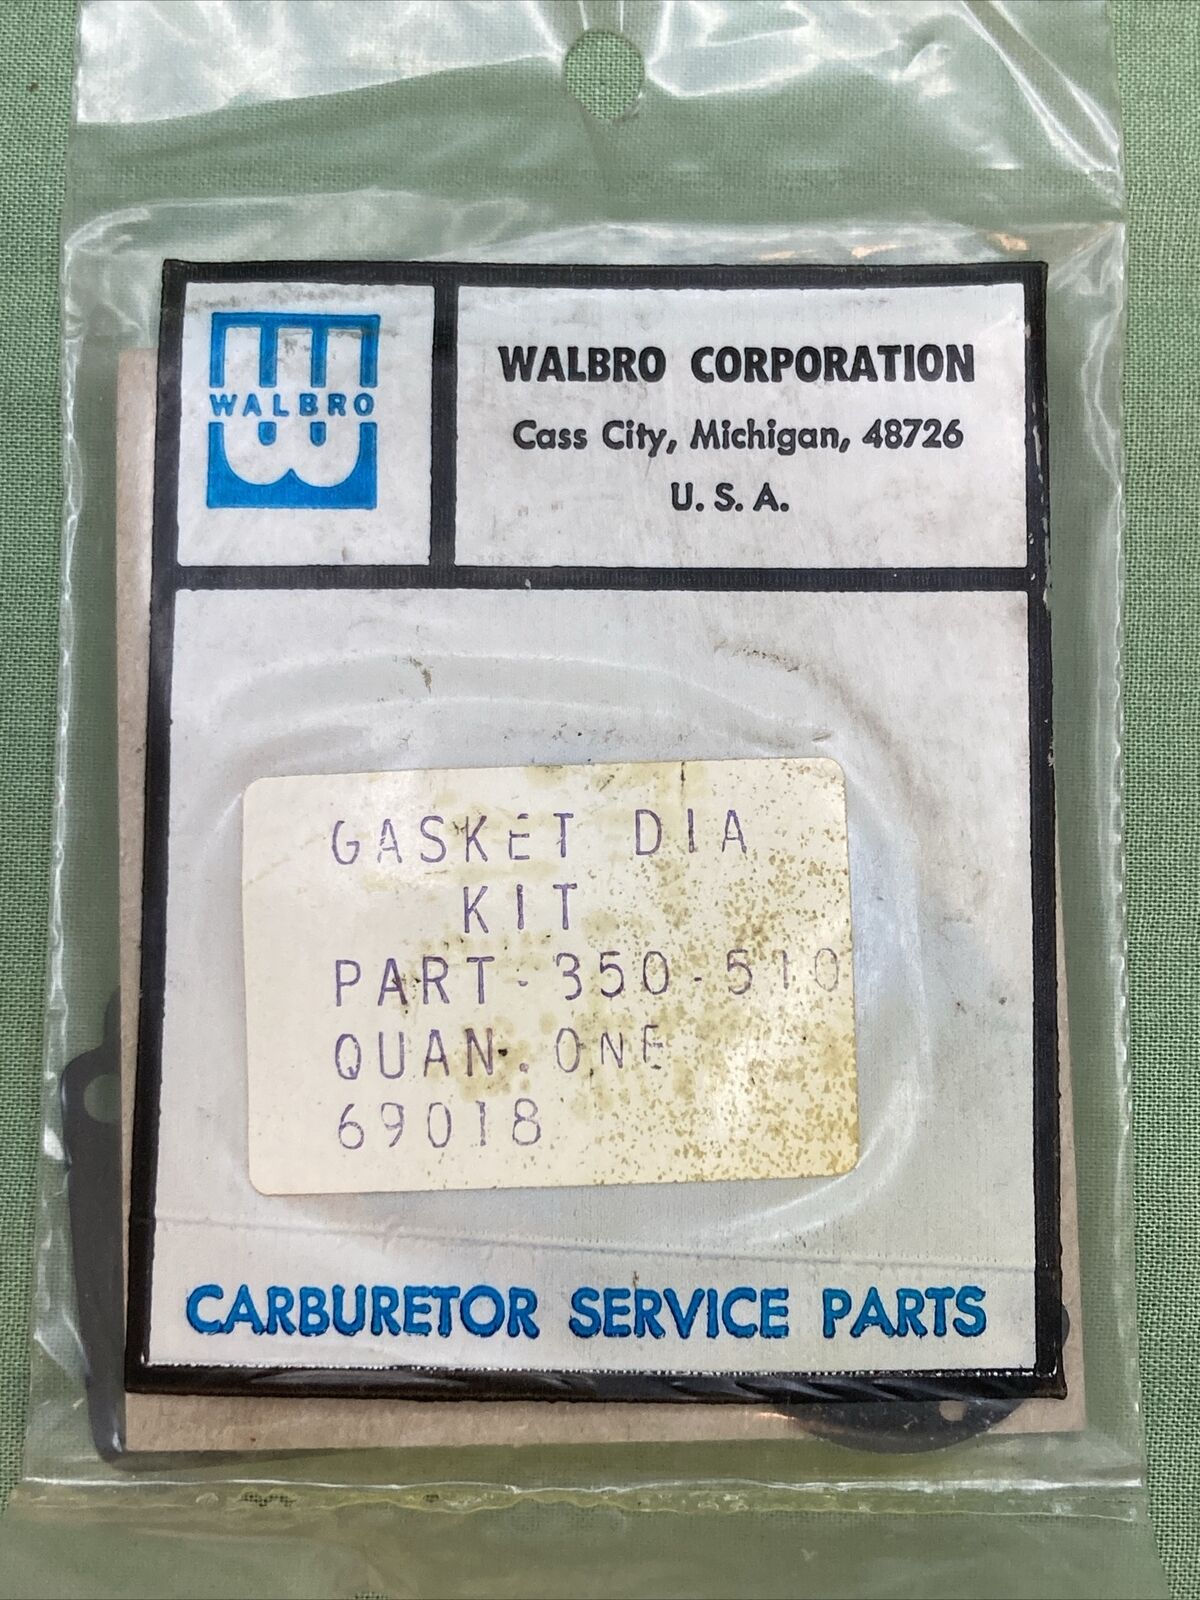 WALBRO
WALBRO CORPORATION
Cass City, Michigan, 48726
U. S. A.
GASKET DIA
KIT
PART-350-510
QUAN. ONE
69018
CARBURETOR SERVICE PARTS